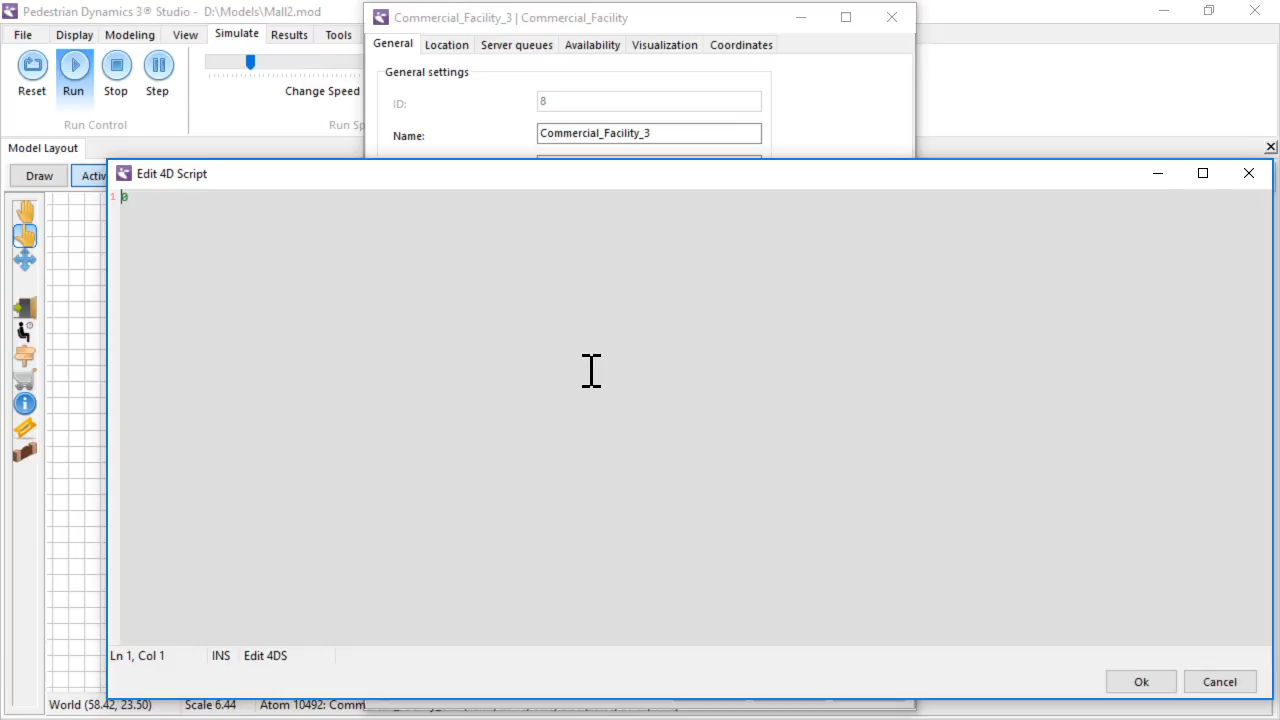 Pedestrian Dynamics 3® Studio - D:\Models\Mall2.mod
File Display Modeling View Simulate Results Tools
Reset Run Stop Step
Change Speed
Run Control
Model Layout
Draw
Commercial_Facility_3 | Commercial_Facility
General Location Server queues Availability Visualization Coordinates
General settings
ID: 8
Name: Commercial_Facility_3
Edit 4D Script
1 0
Ln 1, Col 1 INS Edit 4DS
Ok Cancel
World (58.42, 23.50) Scale 6.44 Atom 10492: